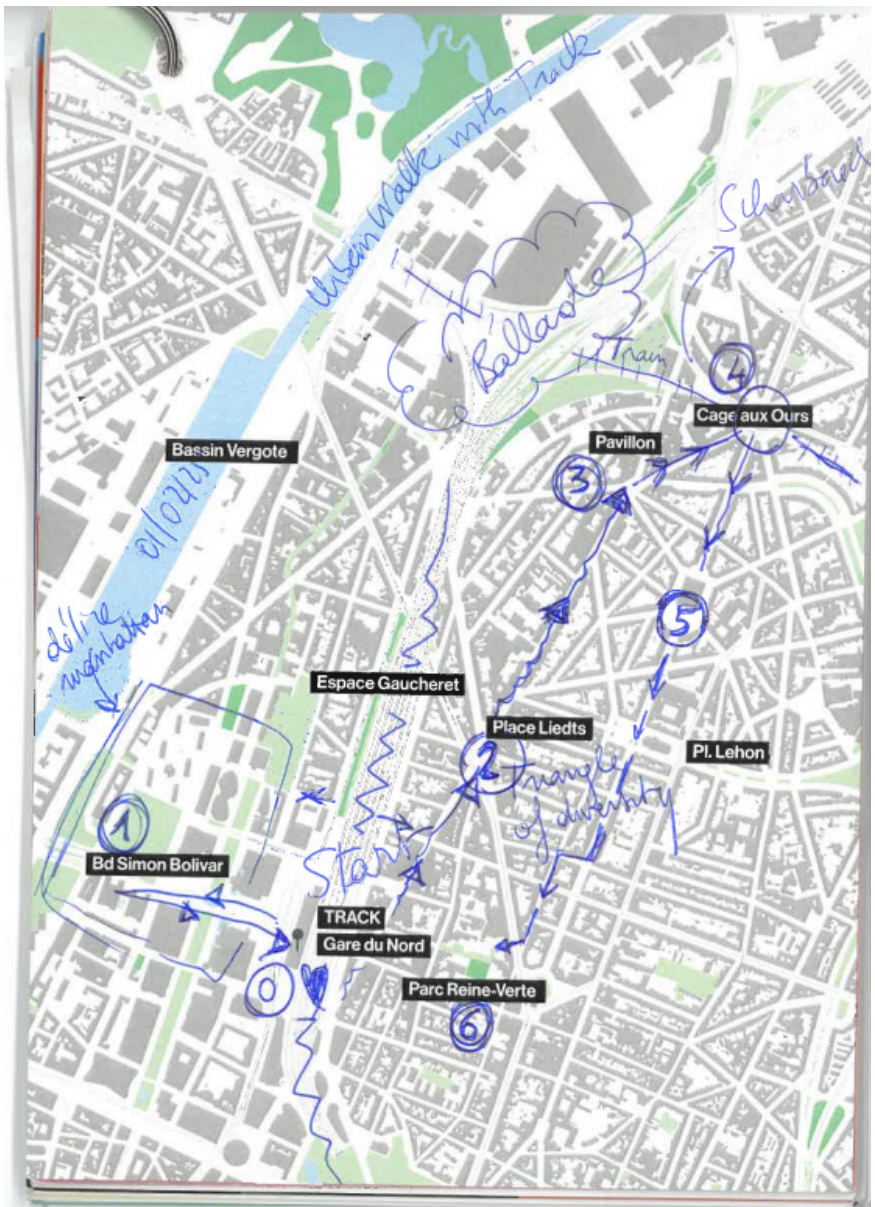 Urban Walk with Track
01/02/25
Schaerbeek
Ballade
Train
4
Cage aux Ours
Pavillon
3
Bassin Vergote
délire
manhattan
5
Espace Gaucheret
Place Liedts
2
Pl. Lehon
Triangle
of diversity
1
Bd Simon Bolivar
Start
TRACK
Gare du Nord
0
Parc Reine-Verte
6